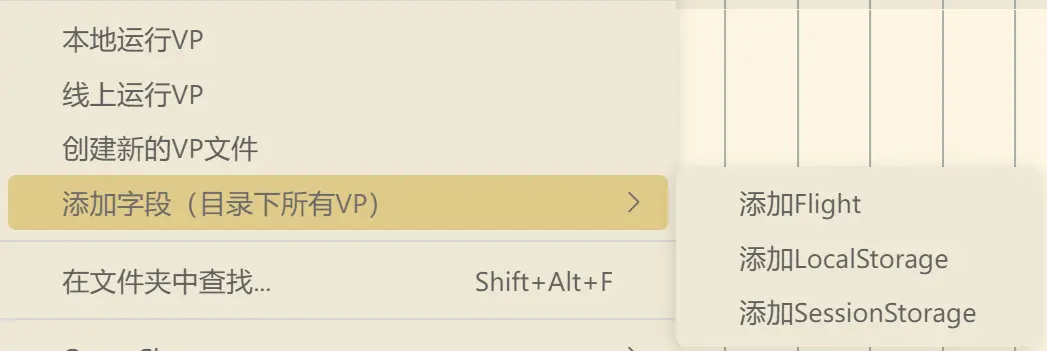 本地运行VP
线上运行VP
创建新的VP文件
添加字段（目录下所有VP）
添加Flight
添加LocalStorage
添加SessionStorage
在文件夹中查找... Shift+Alt+F